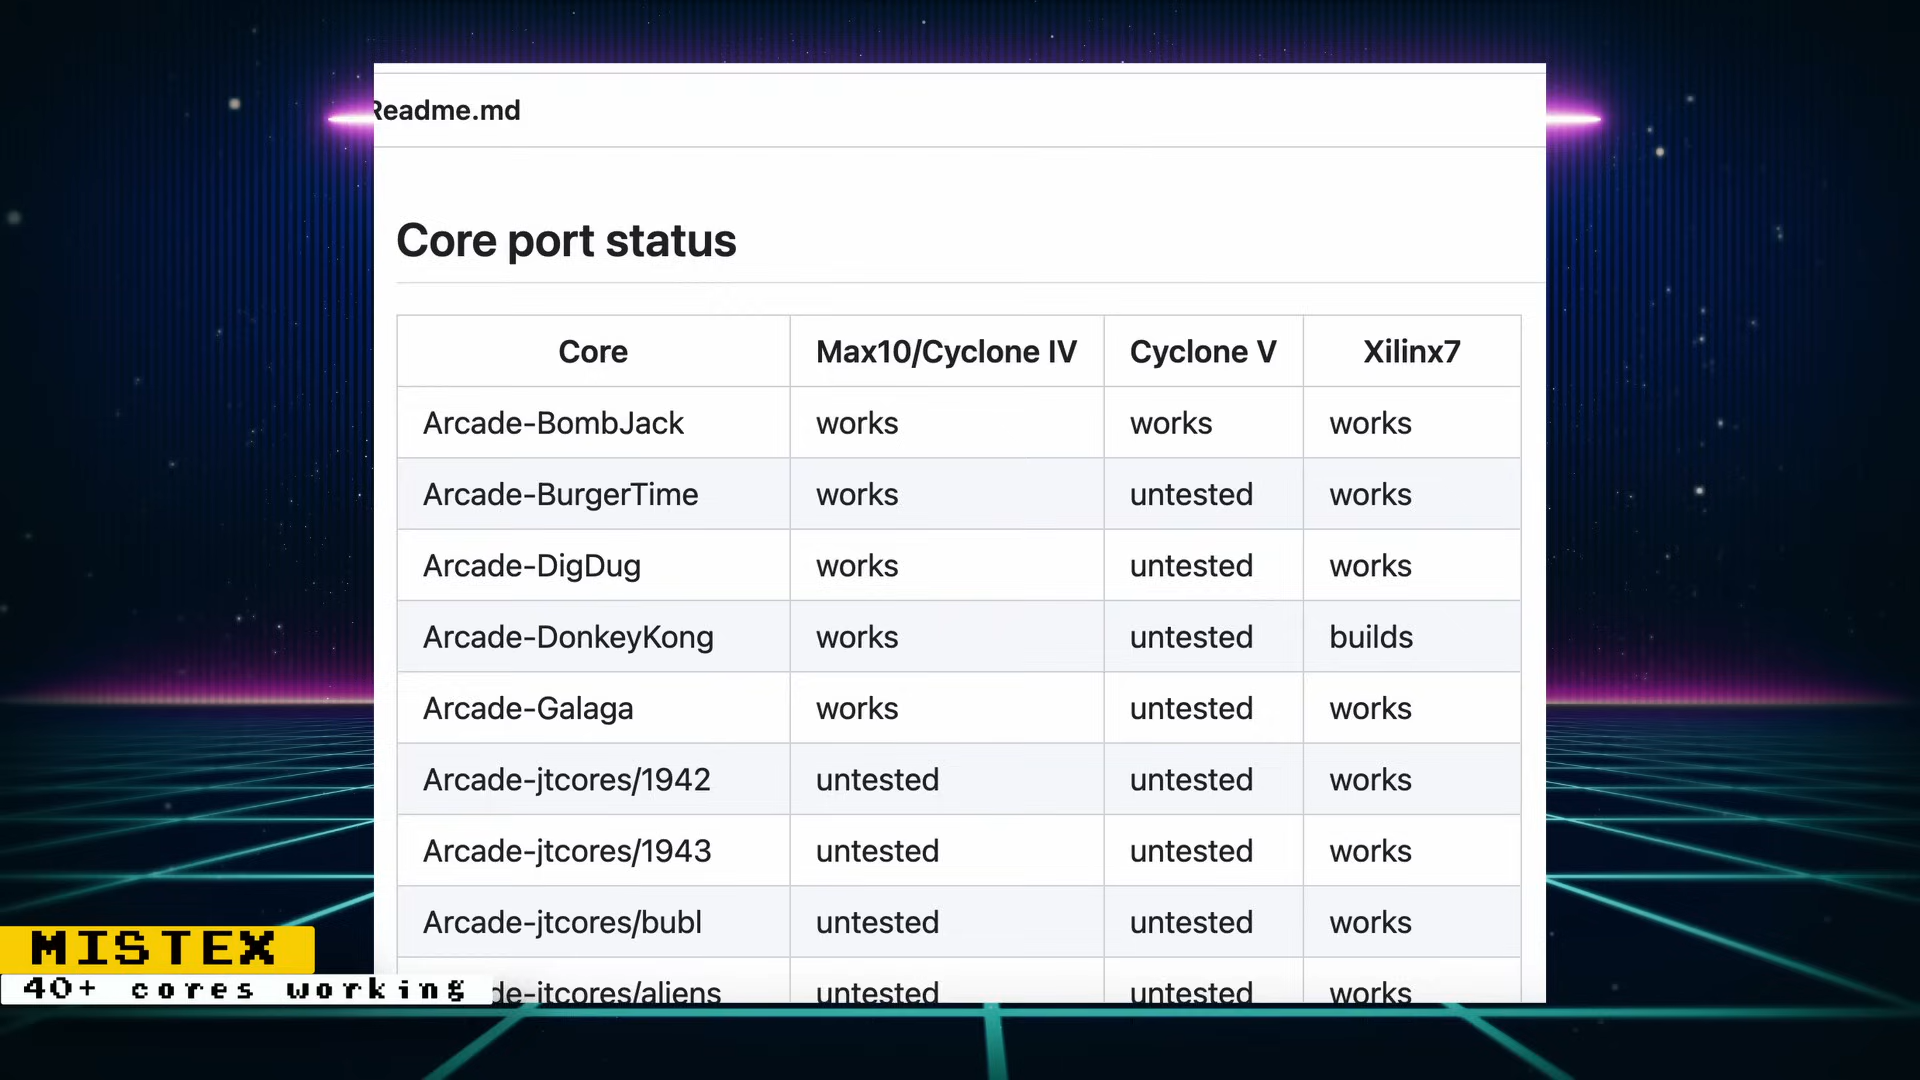 Readme.md
Core port status
Core Max10/Cyclone IV Cyclone V Xilinx7
Arcade-BombJack works works works
Arcade-BurgerTime works untested works
Arcade-DigDug works untested works
Arcade-DonkeyKong works untested builds
Arcade-Galaga works untested works
Arcade-jtcores/1942 untested untested works
Arcade-jtcores/1943 untested untested works
Arcade-jtcores/bubl untested untested works
de-jtcores/aliens untested untested works
MISTEX
40+ cores working